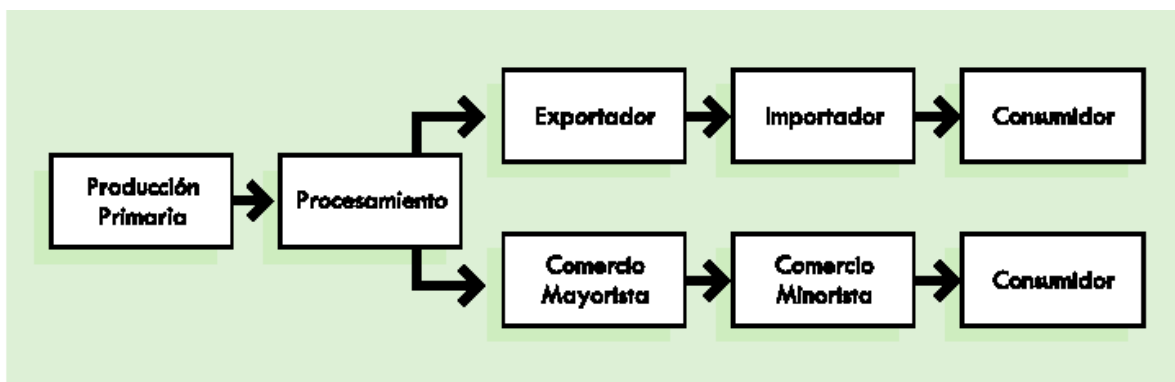 Producción
Primaria
Procesamiento
Exportador
Importador
Consumidor
Comercio
Mayorista
Comercio
Minorista
Consumidor